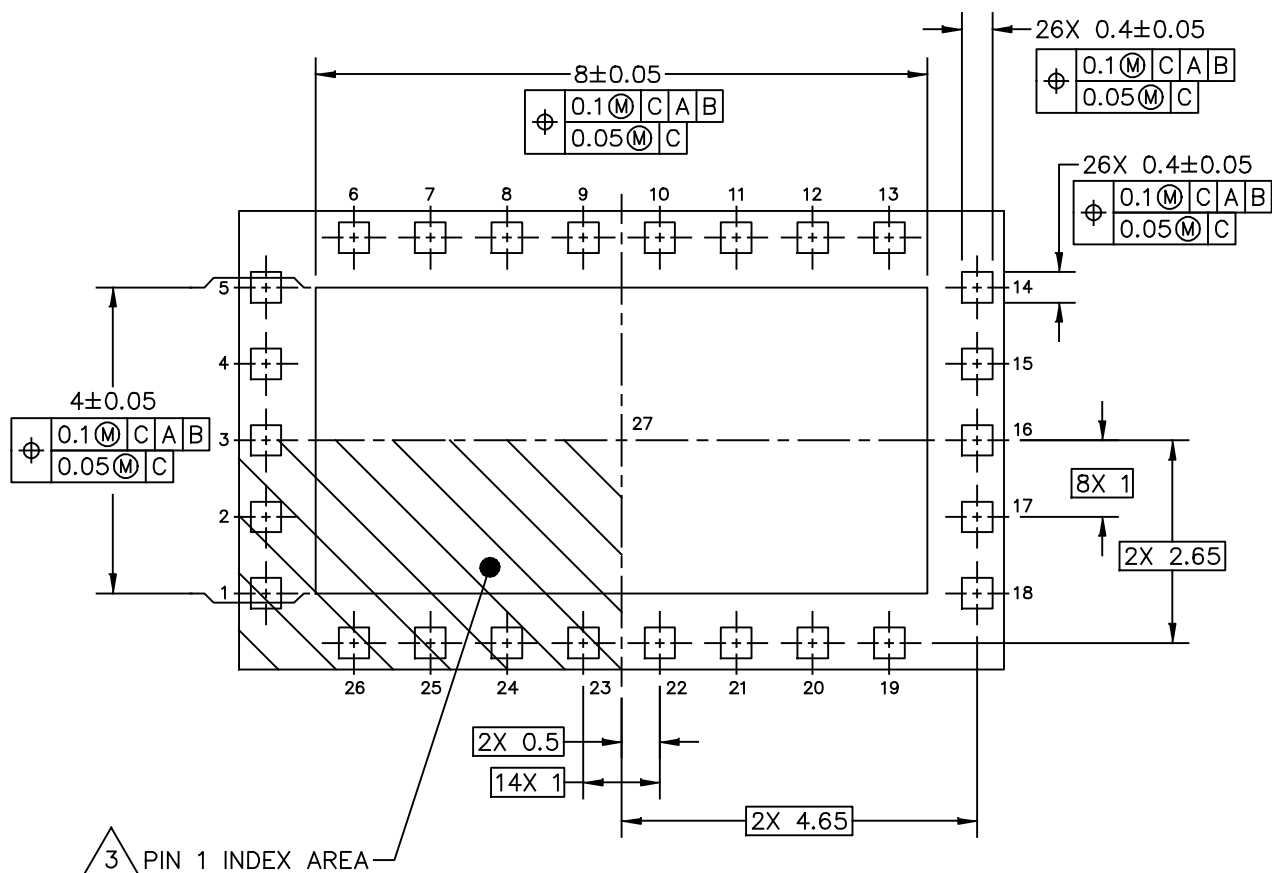 26X 0.4±0.05
⌖ 0.1Ⓜ C A B
0.05Ⓜ C
8±0.05
⌖ 0.1Ⓜ C A B
0.05Ⓜ C
26X 0.4±0.05
⌖ 0.1Ⓜ C A B
0.05Ⓜ C
6 7 8 9 10 11 12 13
5 14
4 15
4±0.05
⌖ 0.1Ⓜ C A B
0.05Ⓜ C
3 27 16
8X 1
2 17
2X 2.65
1 18
26 25 24 23 22 21 20 19
2X 0.5
14X 1
2X 4.65
3 PIN 1 INDEX AREA